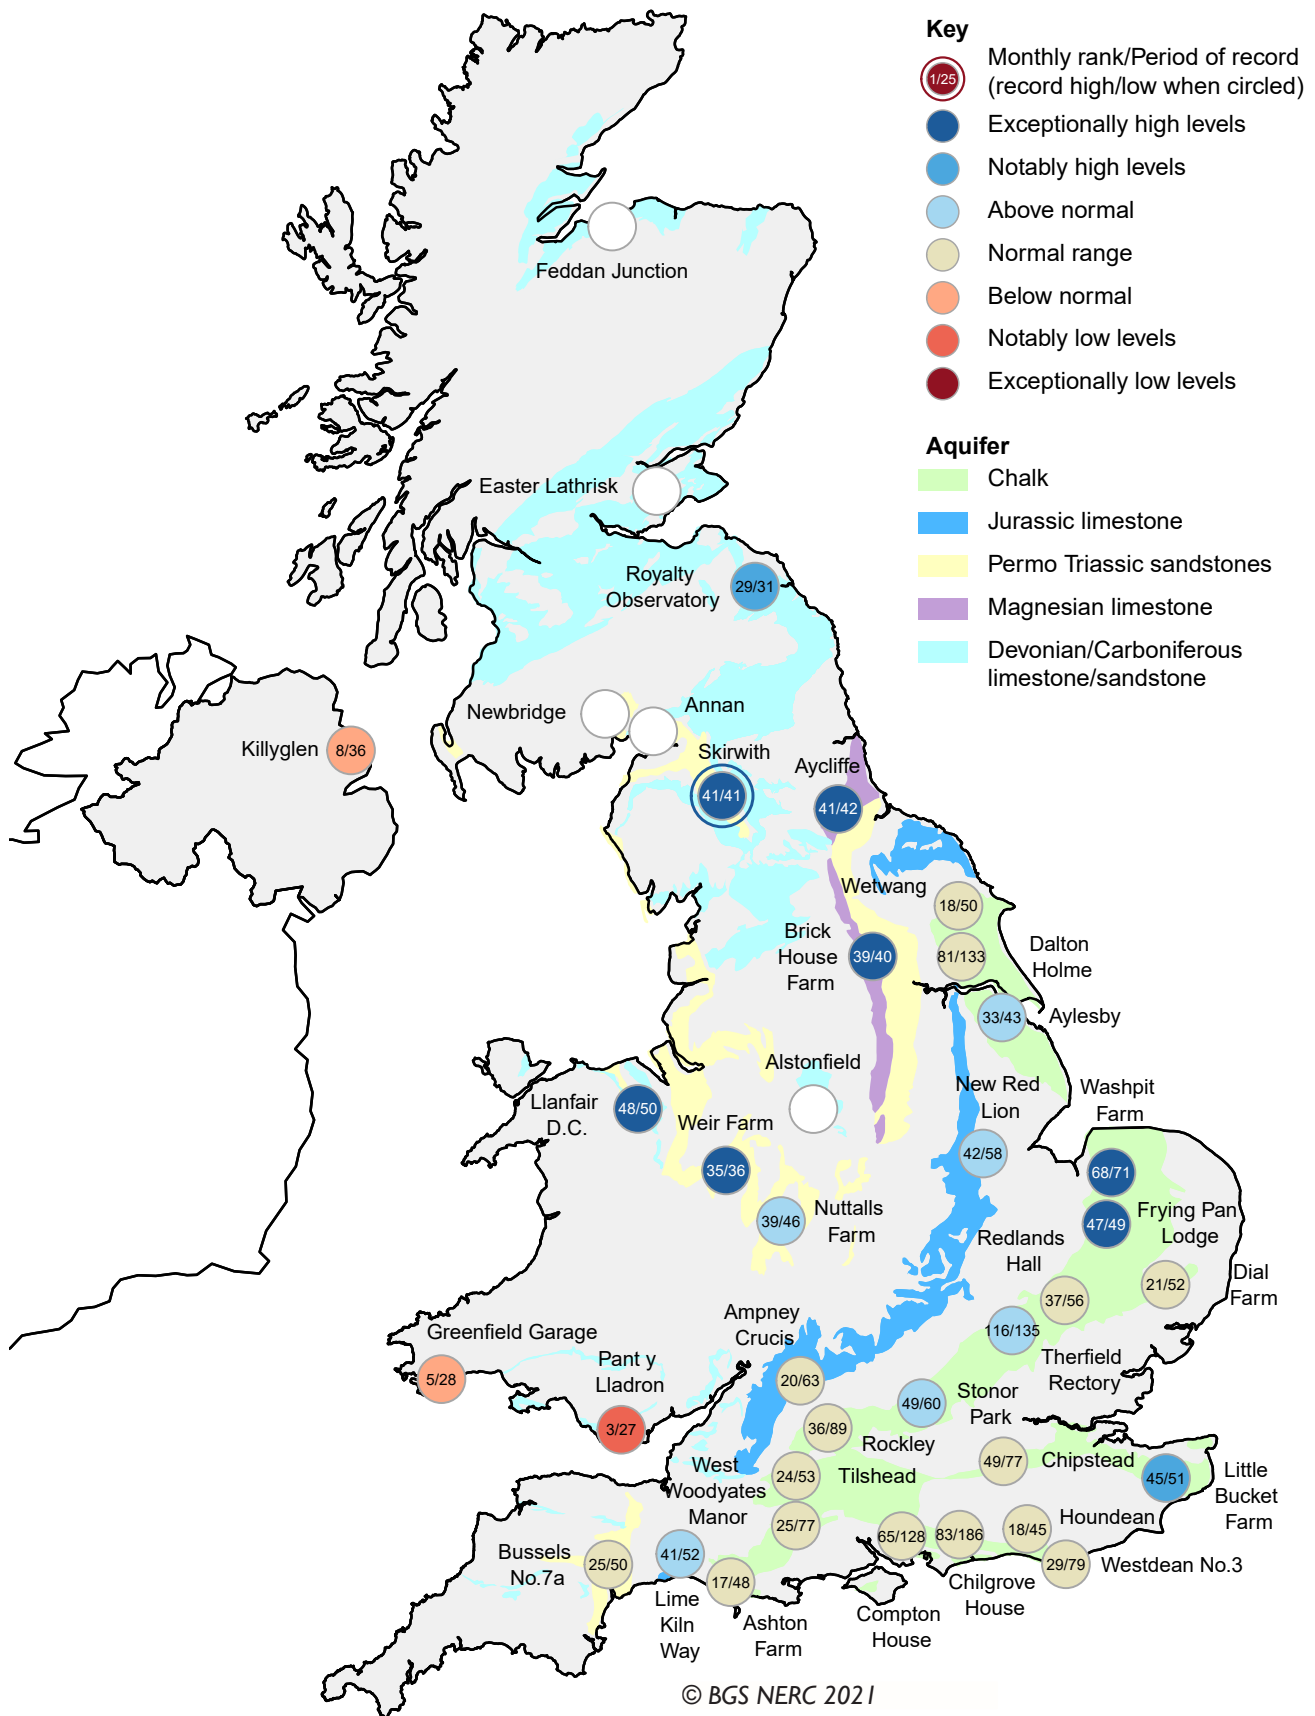 Key
1/25
Monthly rank/Period of record
(record high/low when circled)
Exceptionally high levels
Notably high levels
Above normal
Normal range
Below normal
Notably low levels
Exceptionally low levels
Aquifer
Chalk
Jurassic limestone
Permo Triassic sandstones
Magnesian limestone
Devonian/Carboniferous
limestone/sandstone
Feddan Junction
Easter Lathrisk
Royalty
Observatory
29/31
Newbridge
Annan
Killyglen
8/36
Skirwith
41/41
Aycliffe
41/42
Wetwang
18/50
Brick
House
Farm
39/40
81/133
Dalton
Holme
33/43
Aylesby
Alstonfield
Llanfair
D.C.
48/50
New Red
Lion
42/58
Washpit
Farm
68/71
Weir Farm
35/36
Nuttalls
Farm
39/46
47/49
Frying Pan
Lodge
Redlands
Hall
37/56
21/52
Dial
Farm
Ampney
Crucis
20/63
116/135
Therfield
Rectory
Greenfield Garage
5/28
Pant y
Lladron
3/27
49/60
Stonor
Park
36/89
Rockley
West
Woodyates
Manor
25/77
24/53
Tilshead
49/77
Chipstead
45/51
Little
Bucket
Farm
Houndean
18/45
Bussels
No.7a
25/50
41/52
Lime
Kiln
Way
17/48
Ashton
Farm
65/128
Compton
House
83/186
Chilgrove
House
29/79
Westdean No.3
© BGS NERC 2021